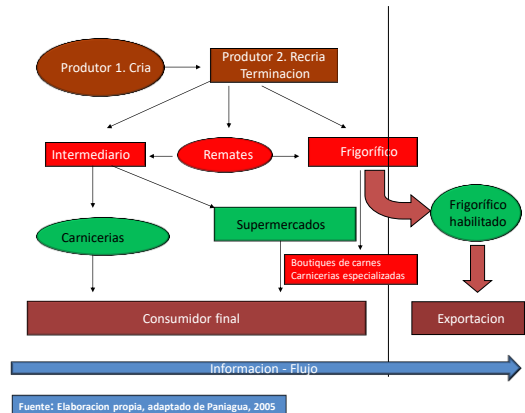 Produtor 1. Cria
Produtor 2. Recria
Terminacion
Intermediario
Remates
Frigorífico
Frigorífico
habilitado
Carnicerias
Supermercados
Boutiques de carnes
Carnicerias especializadas
Consumidor final
Exportacion
Informacion - Flujo
Fuente: Elaboracion propia, adaptado de Paniagua, 2005